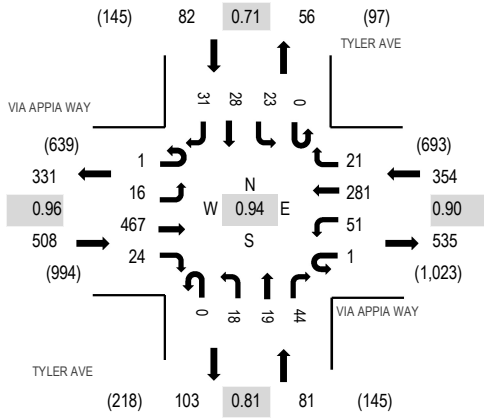 (145) 82 0.71 56 (97)
TYLER AVE
31 28 23 0
VIA APPIA WAY
(639) (693)
1 21
331 354
16 281
N
0.96 W 0.94 E 0.90
467 51
508 S 535
24 1
(994) (1,023)
0 18 19 44
VIA APPIA WAY
TYLER AVE
(218) 103 0.81 81 (145)